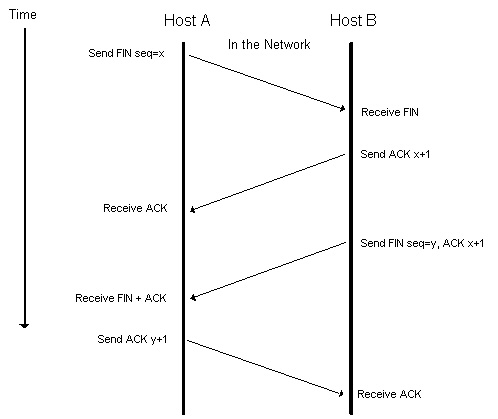 Time
Host A
Host B
In the Network
Send FIN seq=x
Receive FIN
Send ACK x+1
Receive ACK
Send FIN seq=y, ACK x+1
Receive FIN + ACK
Send ACK y+1
Receive ACK